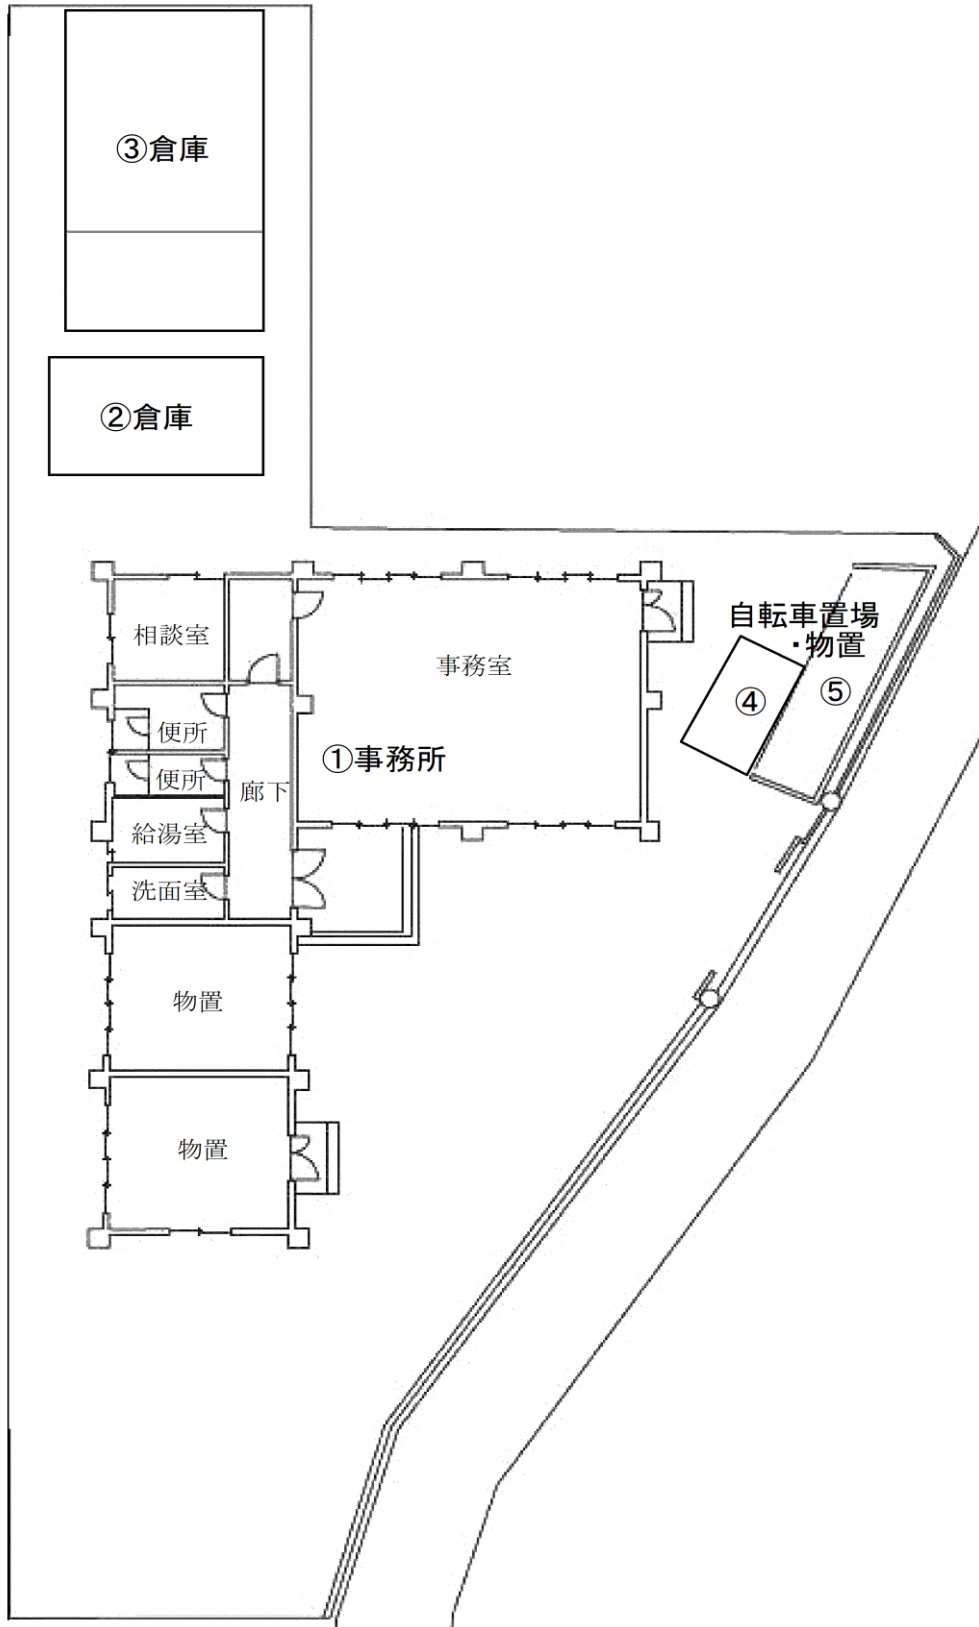 ③倉庫
②倉庫
自転車置場
・物置
相談室
事務室
④
⑤
便所
①事務所
便所
廊下
給湯室
洗面室
物置
物置